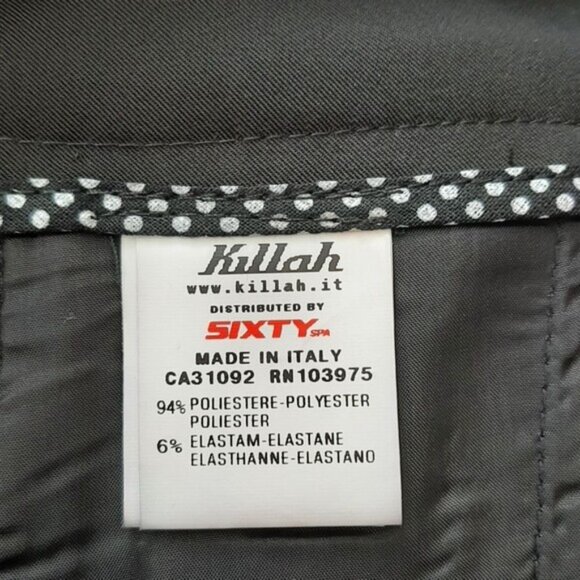 Killah
www.killah.it
DISTRIBUTED BY
SIXTY SPA
MADE IN ITALY
CA31092 RN103975
94% POLIESTERE-POLYESTER
POLIESTER
6% ELASTAM-ELASTANE
ELASTHANNE-ELASTANO